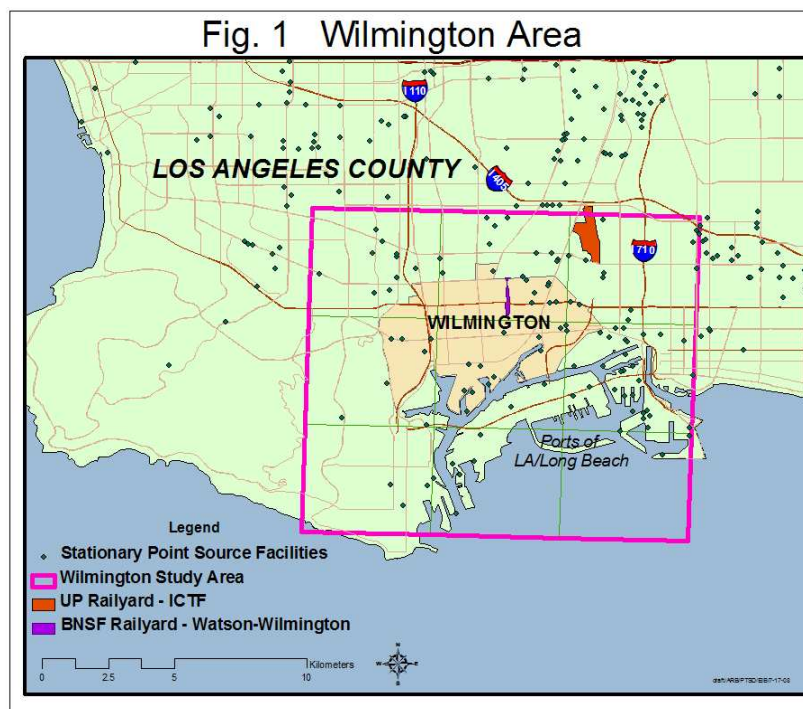 Fig. 1 Wilmington Area
110
LOS ANGELES COUNTY
405
710
WILMINGTON
Ports of
LA/Long Beach
Legend
Stationary Point Source Facilities
Wilmington Study Area
UP Railyard - ICTF
BNSF Railyard - Watson-Wilmington
Kilometers
0 2.5 5 10